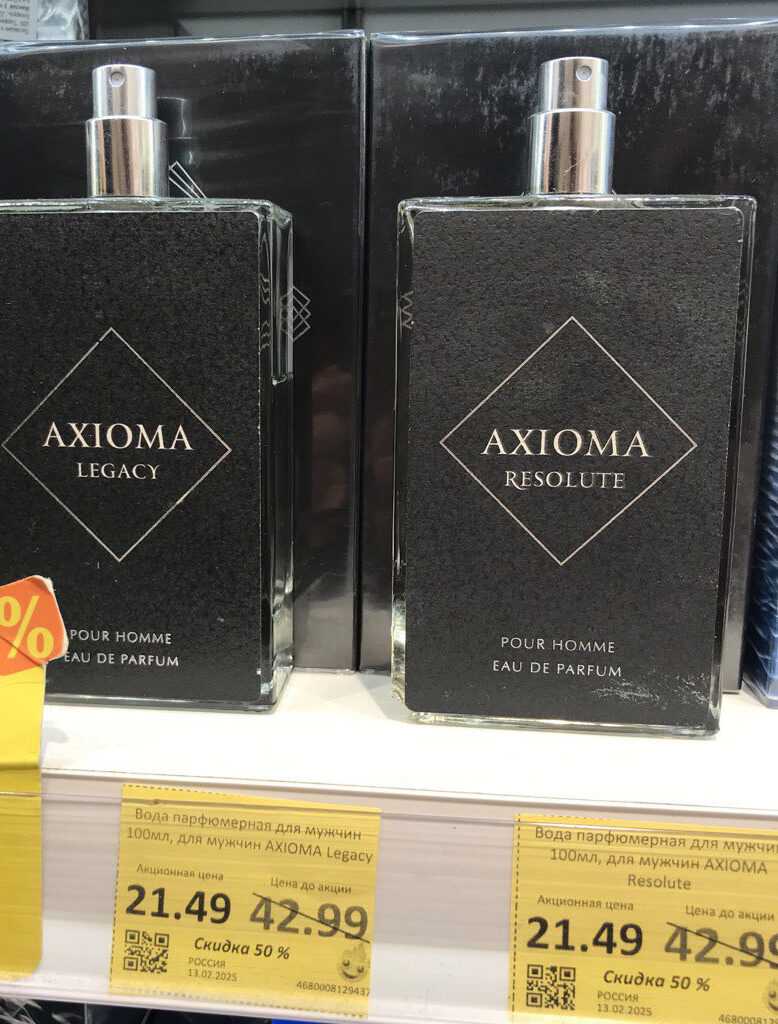 AXIOMA
LEGACY
POUR HOMME
EAU DE PARFUM
AXIOMA
RESOLUTE
POUR HOMME
EAU DE PARFUM
%
Вода парфюмерная для мужчин
100мл, для мужчин AXIOMA Legacy
Акционная цена
Цена до акции
21.49
42.99
Скидка 50 %
РОССИЯ
13.02.2025
4680008129437
Вода парфюмерная для
100мл, для мужчин AXIOMA
Resolute
Акционная цена
Цена до акции
21.49
42.99
Скидка 50 %
РОССИЯ
13.02.2025